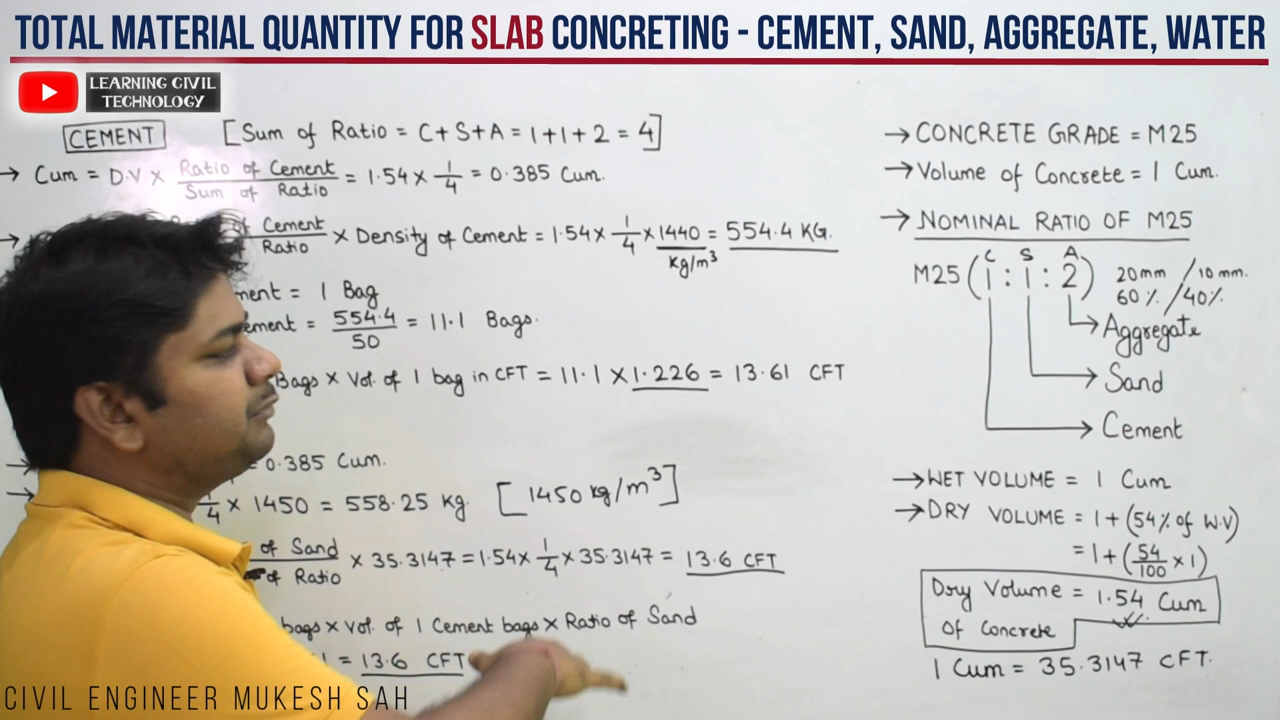 TOTAL MATERIAL QUANTITY FOR SLAB CONCRETING - CEMENT, SAND, AGGREGATE, WATER
LEARNING CIVIL
TECHNOLOGY
CEMENT [Sum of Ratio = C+S+A = 1+1+2 = 4]
→ Cum = D.V × Ratio of Cement / Sum of Ratio = 1.54 × 1/4 = 0.385 Cum.
→ Cement / Ratio × Density of Cement = 1.54 × 1/4 × 1440 = 554.4 KG.
kg/m³
= 1 Bag
= 554.4 / 50 = 11.1 Bags.
Bags × Vol. of 1 bag in CFT = 11.1 × 1.226 = 13.61 CFT
→ 0.385 Cum.
→ 1/4 × 1450 = 558.25 kg. [1450 kg/m³]
of Sand / of Ratio × 35.3147 = 1.54 × 1/4 × 35.3147 = 13.6 CFT
bags × Vol. of 1 Cement bags × Ratio of Sand
= 13.6 CFT
→ CONCRETE GRADE = M25
→ Volume of Concrete = 1 Cum.
→ NOMINAL RATIO OF M25
C S A
M25 (1 : 1 : 2) 20mm / 10mm.
60% / 40%
Aggregate
Sand
Cement
→ WET VOLUME = 1 Cum
→ DRY VOLUME = 1 + (54% of W.V)
= 1 + (54/100 × 1)
Dry Volume = 1.54 Cum
Of Concrete
1 Cum = 35.3147 CFT.
CIVIL ENGINEER MUKESH SAH